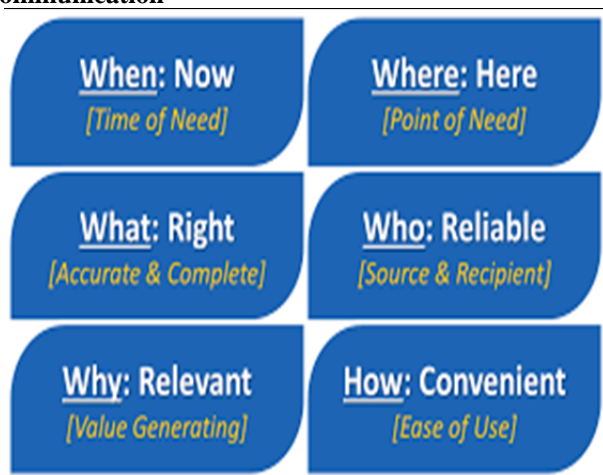 When: Now
[Time of Need]
Where: Here
[Point of Need]
What: Right
[Accurate & Complete]
Who: Reliable
[Source & Recipient]
Why: Relevant
[Value Generating]
How: Convenient
[Ease of Use]